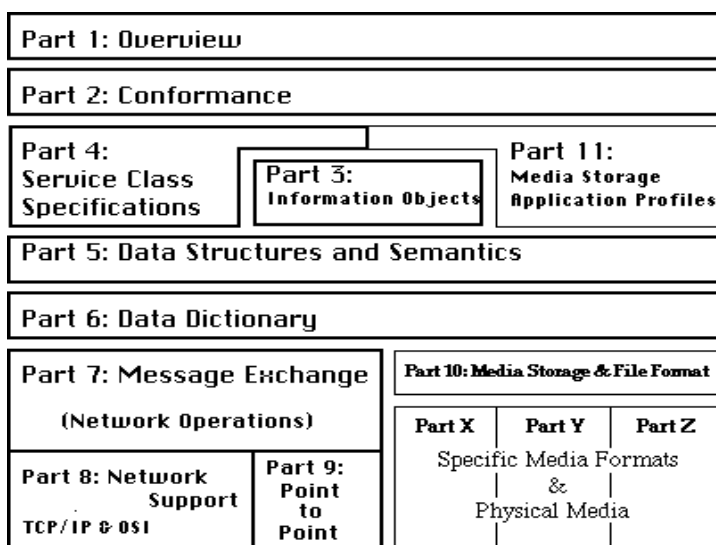 Part 1: Overview
Part 2: Conformance
Part 4:
Service Class
Specifications
Part 3:
Information Objects
Part 11:
Media Storage
Application Profiles
Part 5: Data Structures and Semantics
Part 6: Data Dictionary
Part 7: Message Exchange
(Network Operations)
Part 8: Network
Support
TCP/IP & OSI
Part 9:
Point
to
Point
Part 10: Media Storage & File Format
Part X Part Y Part Z
Specific Media Formats
&
Physical Media